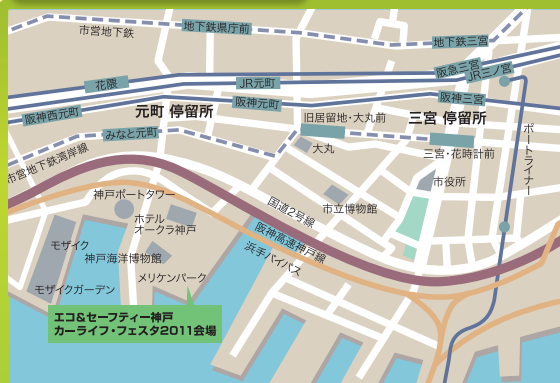 市営地下鉄
地下鉄県庁前
地下鉄三宮
阪急三宮
JR三ノ宮
花隈
JR元町
阪神西元町
元町 停留所
阪神元町
阪神三宮
みなと元町
旧居留地・大丸前
三宮 停留所
大丸
三宮・花時計前
ポートライナー
市営地下鉄湾岸線
市役所
神戸ポートタワー
国道2号線
市立博物館
ホテル
オークラ神戸
阪神高速神戸線
モザイク
神戸海洋博物館
浜手バイパス
メリケンパーク
モザイクガーデン
エコ&セーフティー神戸
カーライフ・フェスタ2011会場